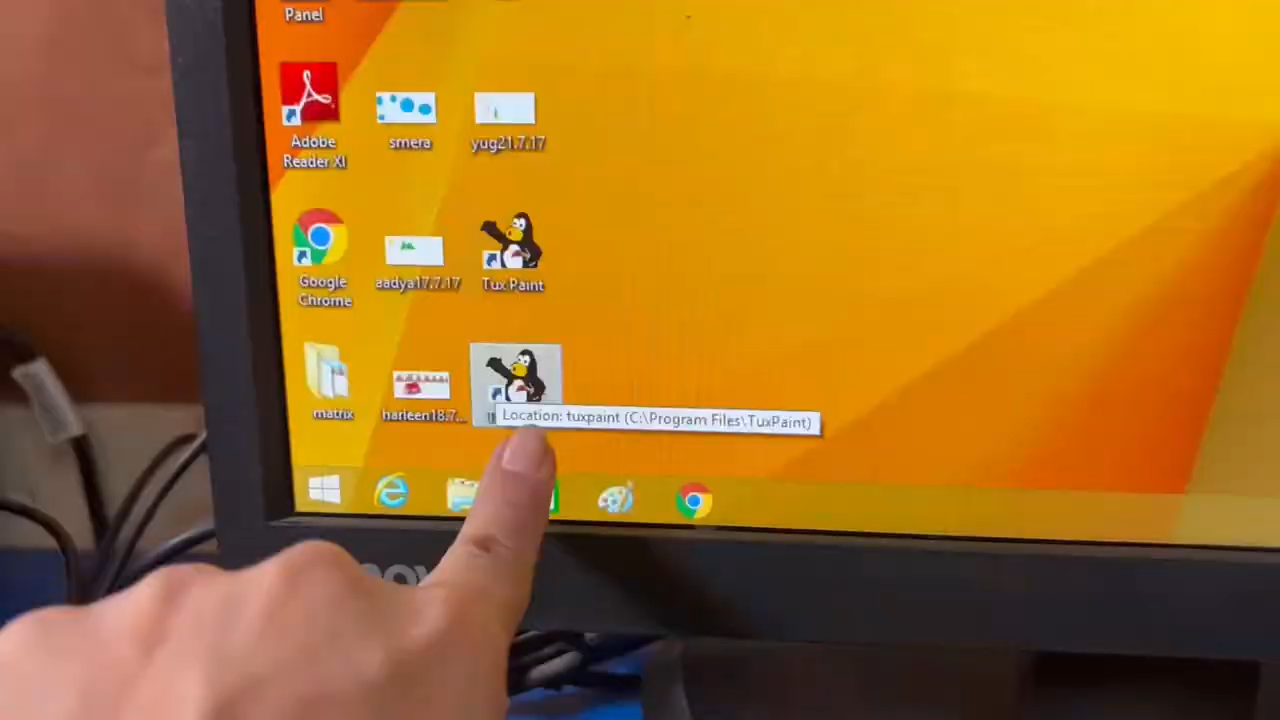 Panel
Adobe
Reader XI
smera
yug21.7.17
Google
Chrome
aadya17.7.17
Tux Paint
matrix
harleen18.7...
Location: tuxpaint (C:\Program Files\TuxPaint)